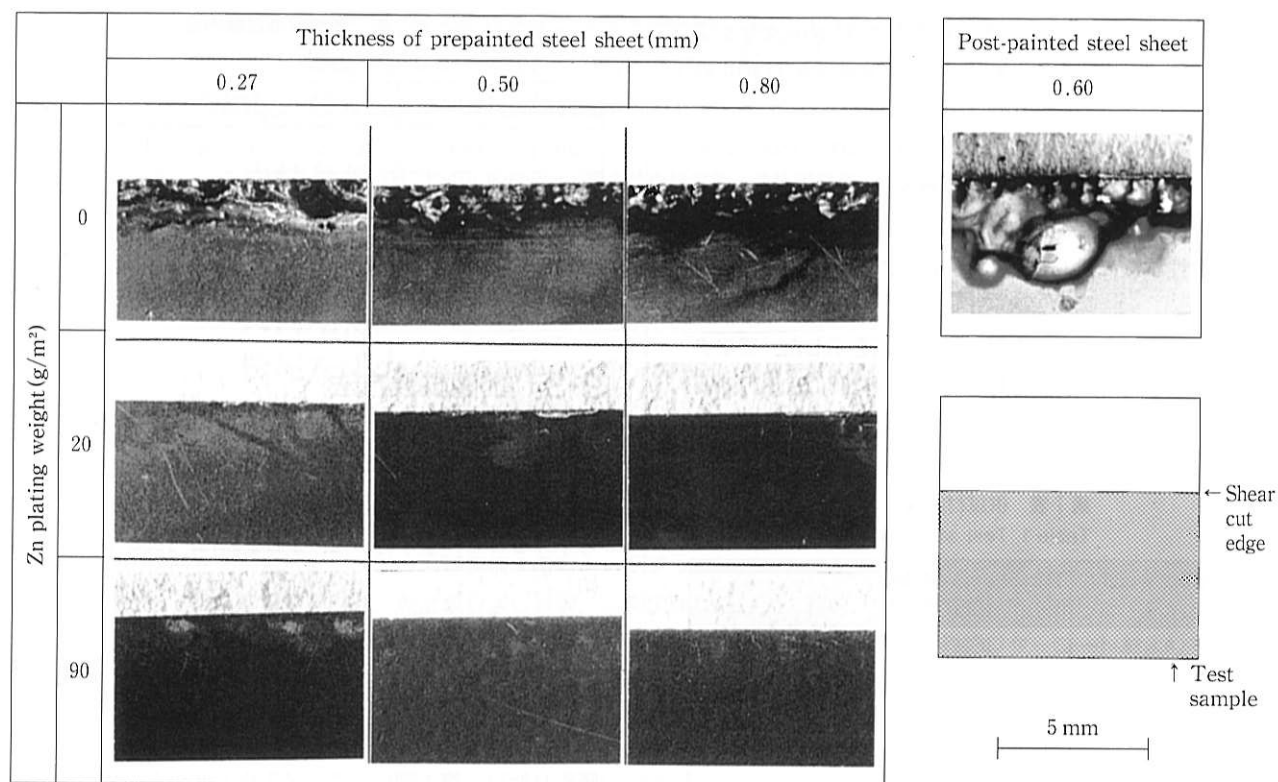 Thickness of prepainted steel sheet (mm)
0.27
0.50
0.80
Zn plating weight (g/m²)
0
20
90
Post-painted steel sheet
0.60
← Shear
cut
edge
↑ Test
sample
5 mm